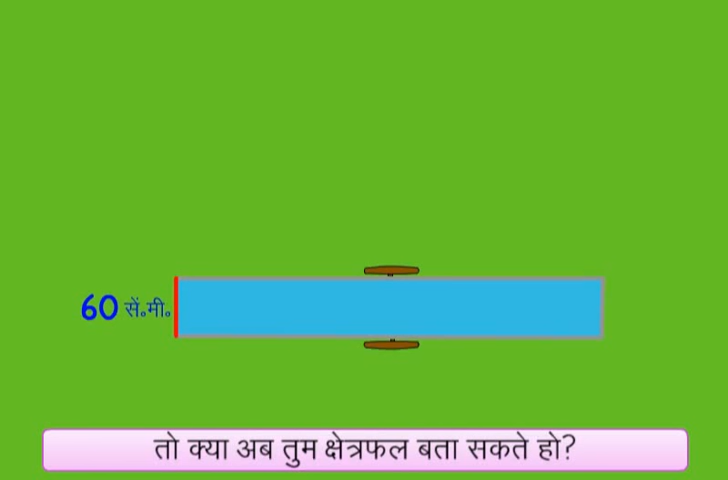 60 सें.मी.
तो क्या अब तुम क्षेत्रफल बता सकते हो?